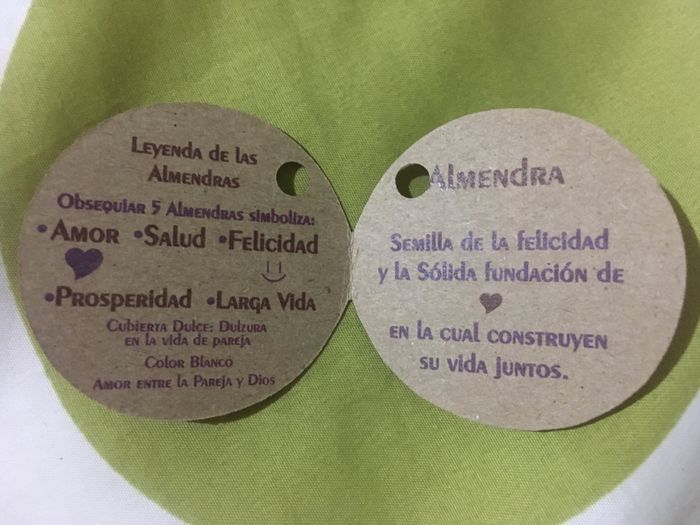 Leyenda de las
Almendras
Obsequiar 5 Almendras simboliza:
•Amor •Salud •Felicidad
•Prosperidad •Larga Vida
Cubierta Dulce: Dulzura
en la vida de pareja
Color Blanco
Amor entre la Pareja y Dios
Almendra
Semilla de la felicidad
y la Sólida fundación de
en la cual construyen
su vida juntos.